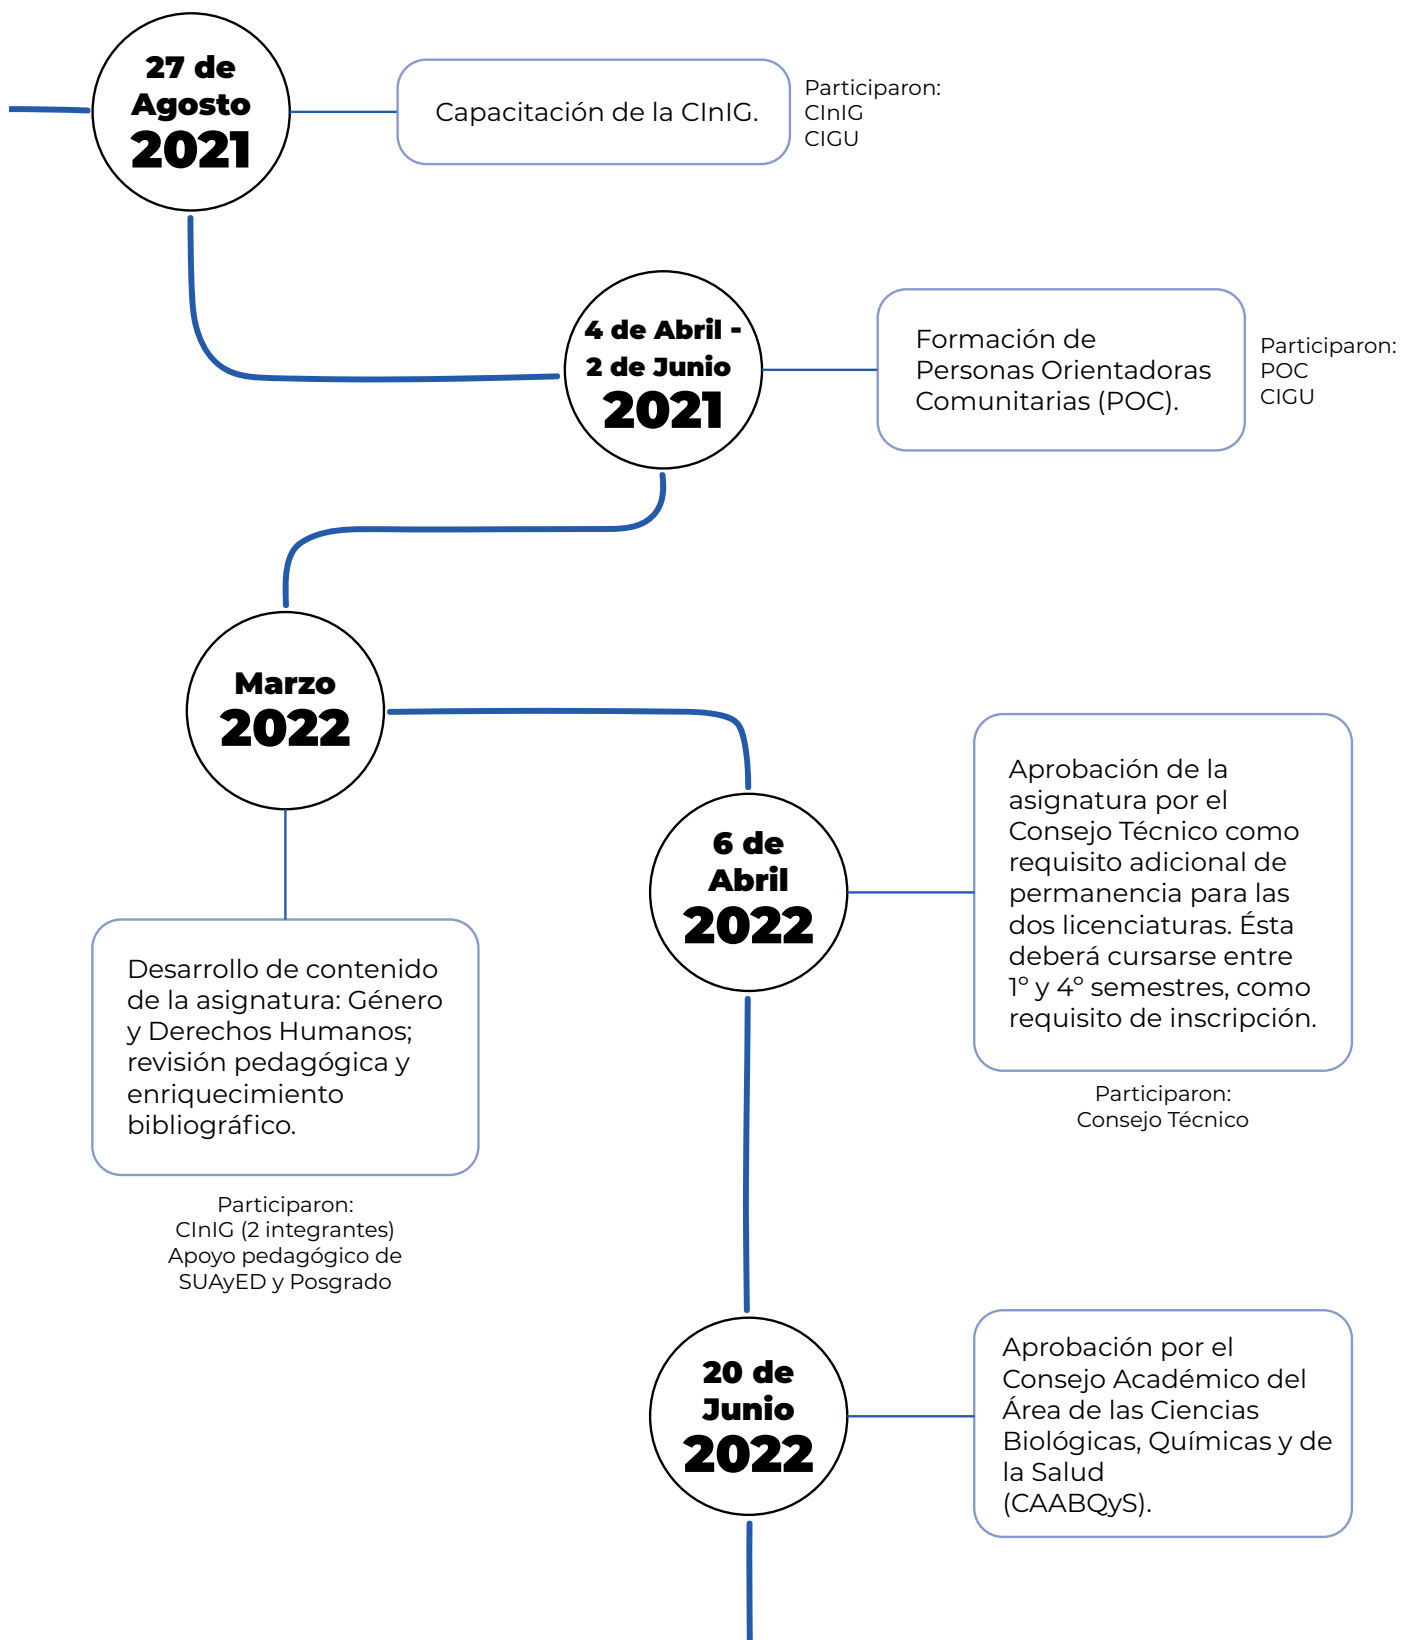 27 de
Agosto
2021
Capacitación de la CInIG.
Participaron:
CInIG
CIGU
4 de Abril -
2 de Junio
2021
Formación de
Personas Orientadoras
Comunitarias (POC).
Participaron:
POC
CIGU
Marzo
2022
Desarrollo de contenido
de la asignatura: Género
y Derechos Humanos;
revisión pedagógica y
enriquecimiento
bibliográfico.
Participaron:
CInIG (2 integrantes)
Apoyo pedagógico de
SUAyED y Posgrado
6 de
Abril
2022
Aprobación de la
asignatura por el
Consejo Técnico como
requisito adicional de
permanencia para las
dos licenciaturas. Ésta
deberá cursarse entre
1º y 4º semestres, como
requisito de inscripción.
Participaron:
Consejo Técnico
20 de
Junio
2022
Aprobación por el
Consejo Académico del
Área de las Ciencias
Biológicas, Químicas y de
la Salud
(CAABQyS).